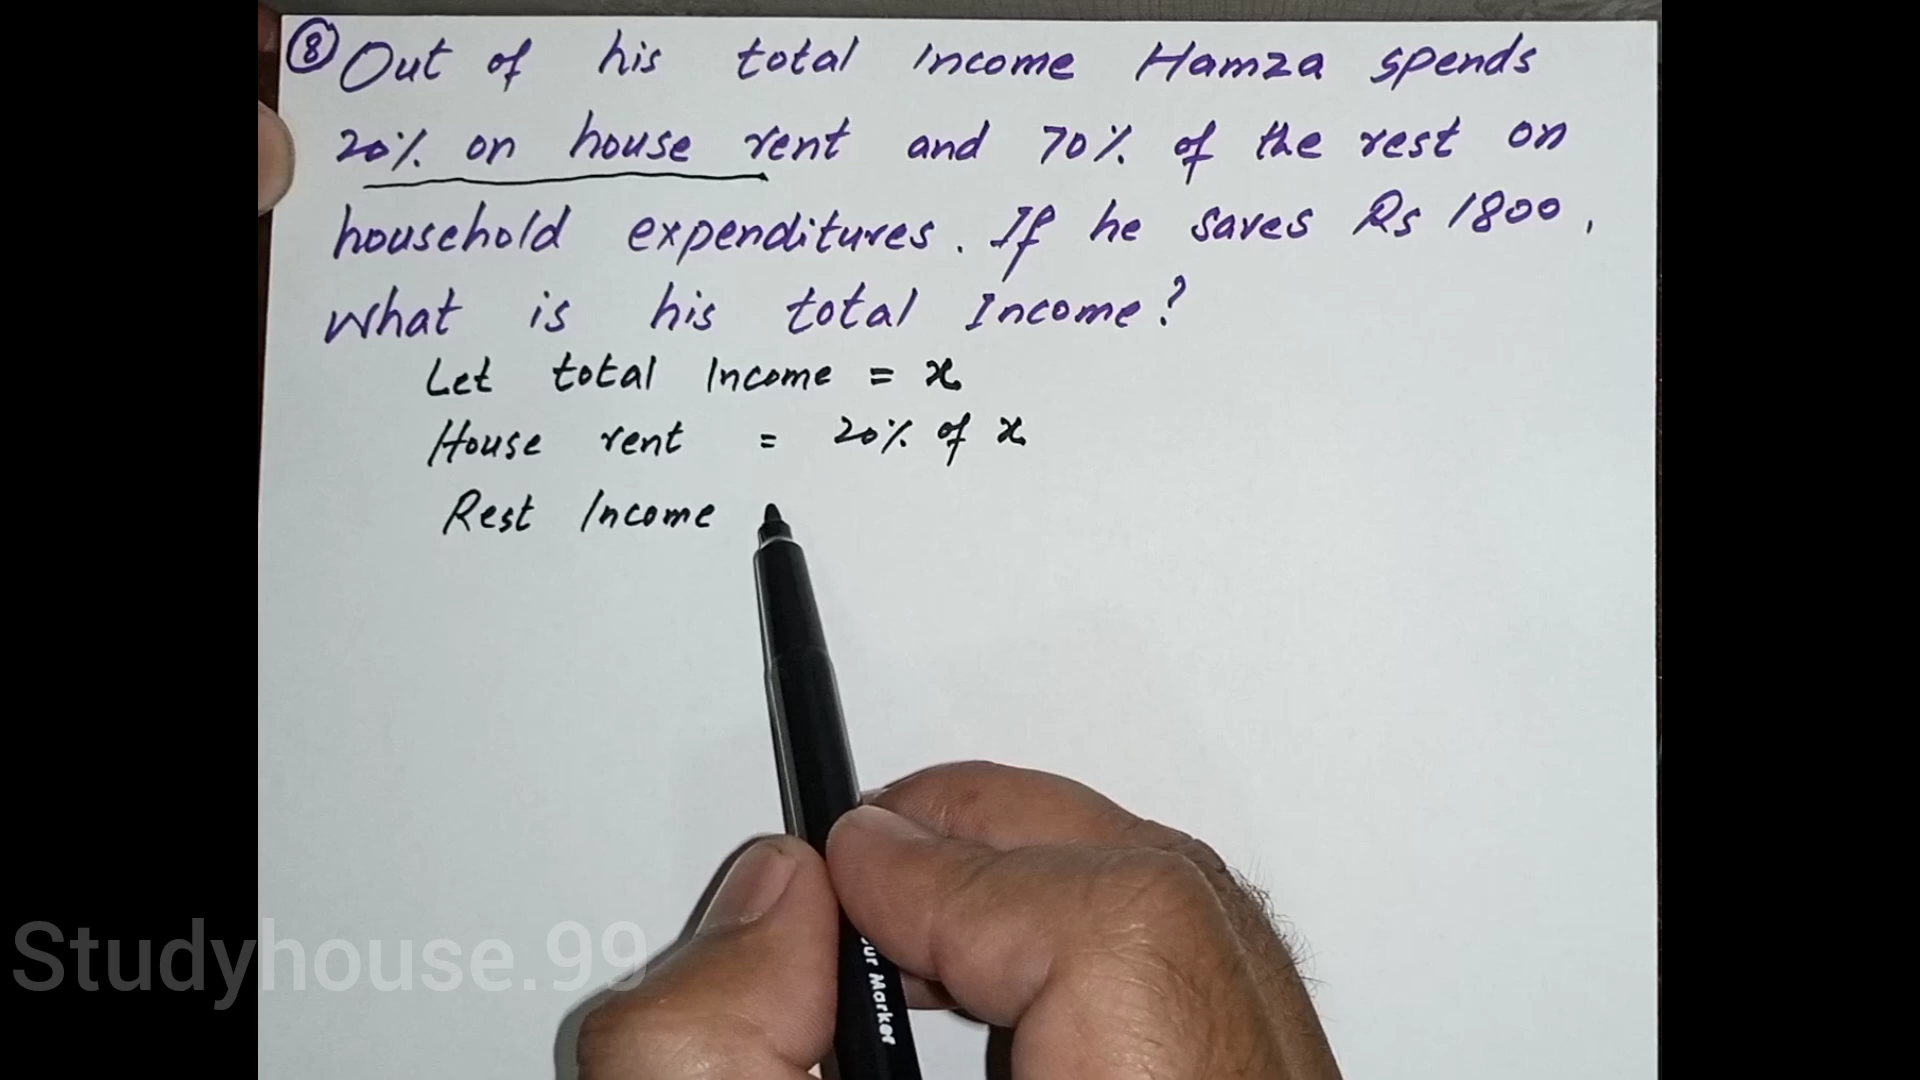 8 Out of his total Income Hamza spends
20% on house rent and 70% of the rest on
household expenditures. If he saves Rs 1800,
What is his total Income?
Let total Income = x
House rent = 20% of x
Rest Income
Studyhouse.99
our Marker